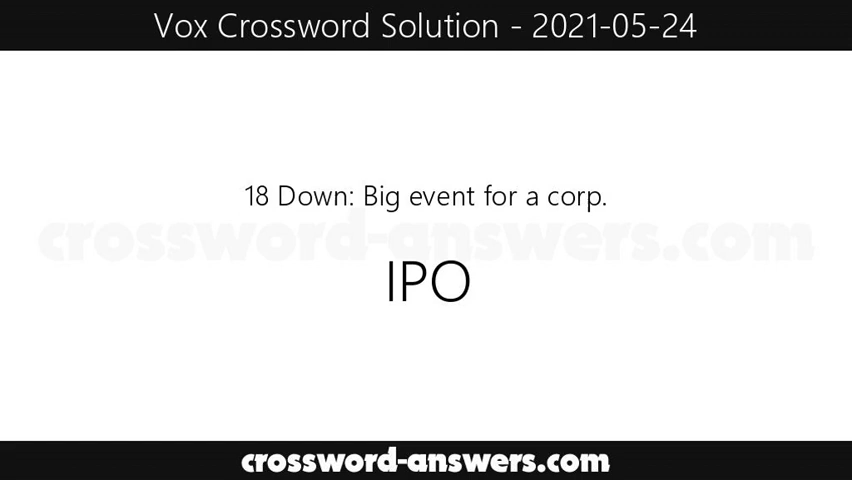 Vox Crossword Solution - 2021-05-24
18 Down: Big event for a corp.
crossword-answers.com
IPO
crossword-answers.com